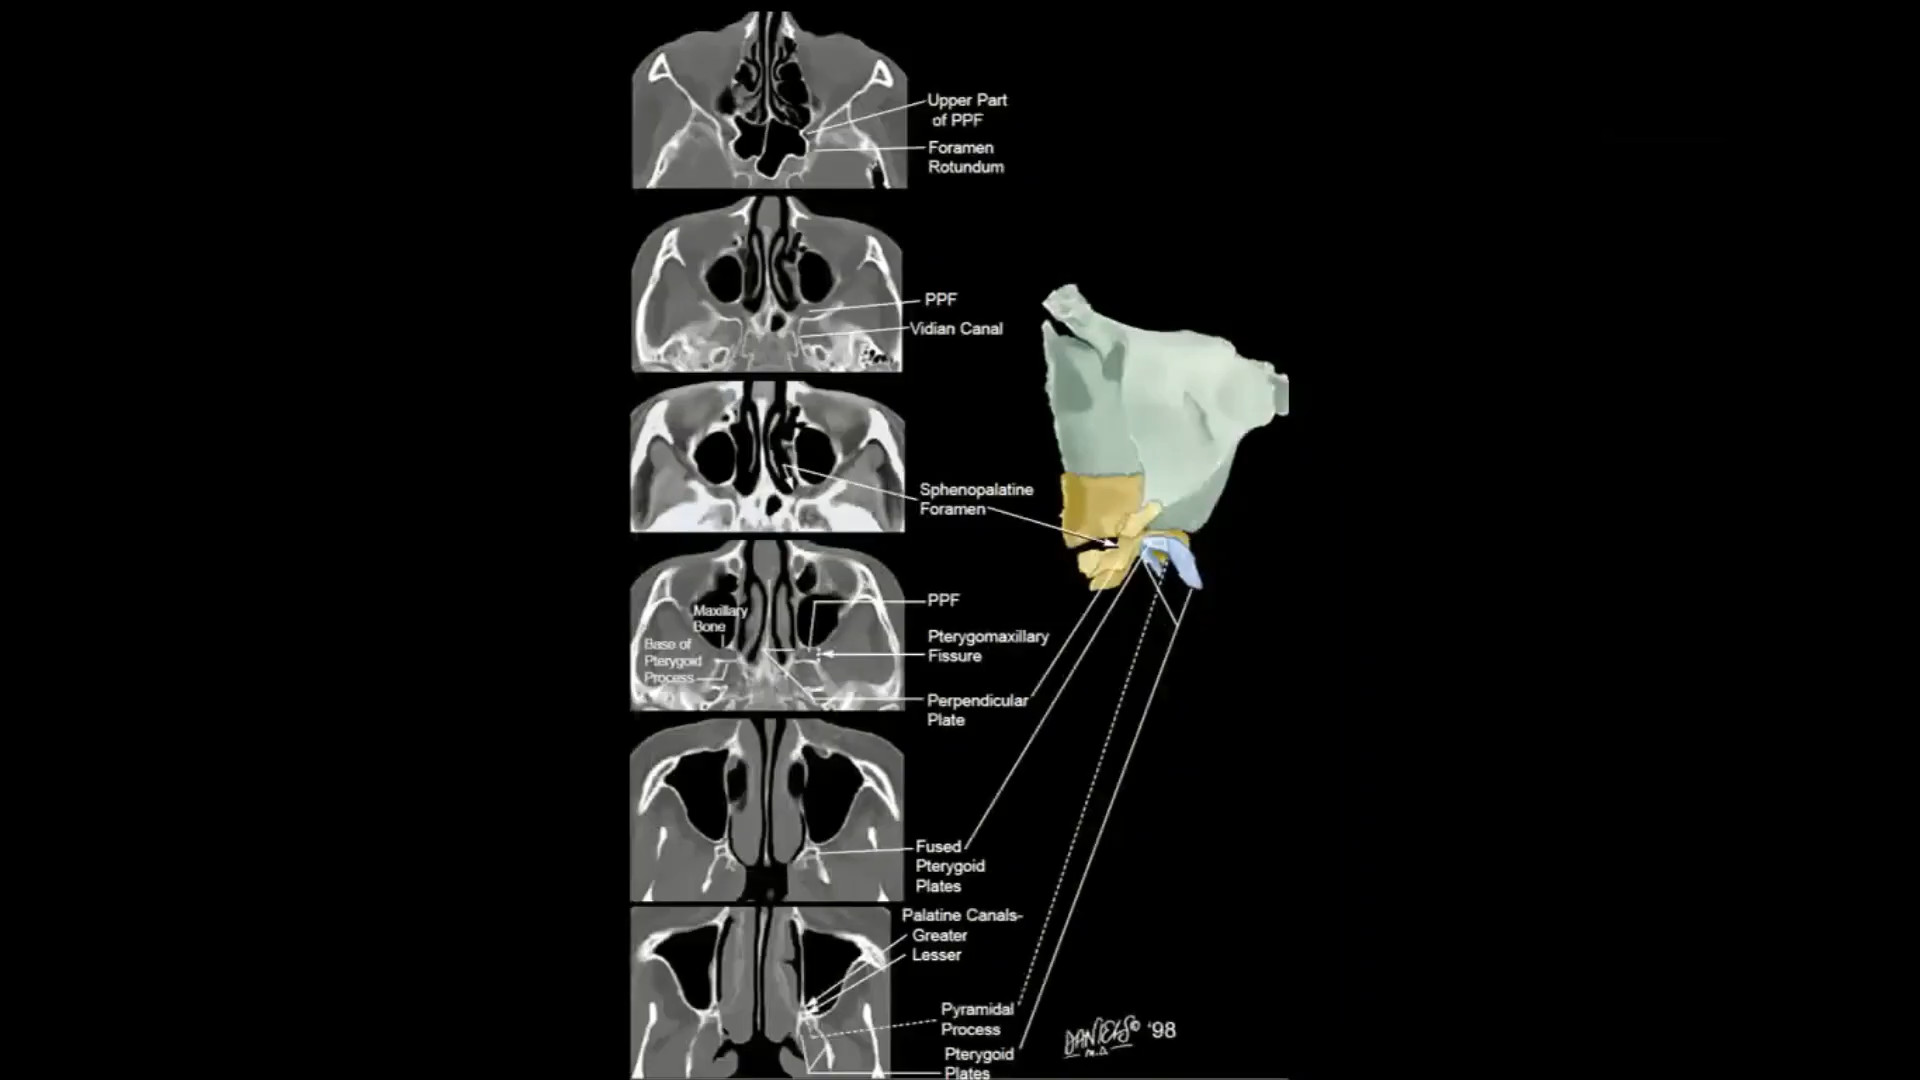 Upper Part
of PPF
Foramen
Rotundum
PPF
Vidian Canal
Sphenopalatine
Foramen
Maxillary
Bone
Base of
Pterygoid
Process
PPF
Pterygomaxillary
Fissure
Perpendicular
Plate
Fused
Pterygoid
Plates
Palatine Canals-
Greater
Lesser
Pyramidal
Process
Pterygoid
Plates
DANIELS '98